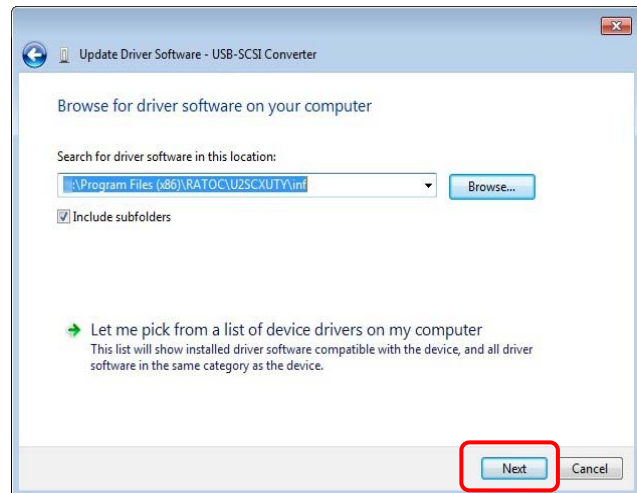 Update Driver Software - USB-SCSI Converter
Browse for driver software on your computer
Search for driver software in this location:
:\Program Files (x86)\RATOC\U2SCXUTY\inf
Browse...
Include subfolders
Let me pick from a list of device drivers on my computer
This list will show installed driver software compatible with the device, and all driver
software in the same category as the device.
Next
Cancel